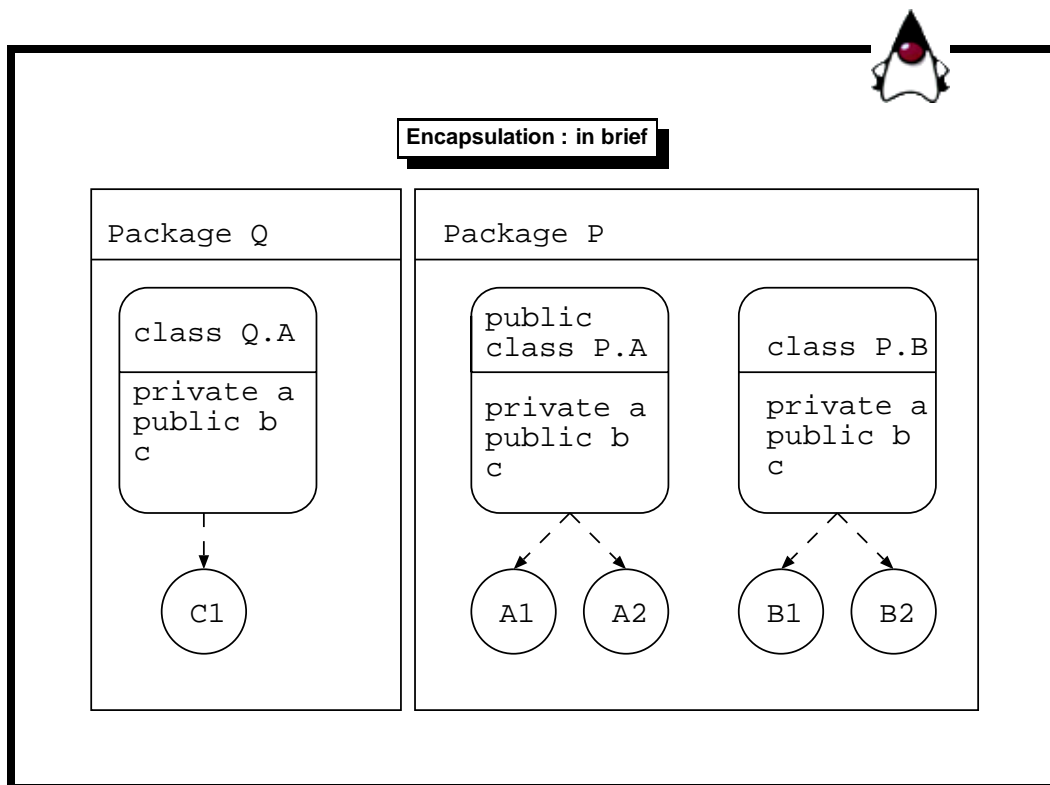 Encapsulation : in brief
Package Q
class Q.A
private a
public b
c
C1
Package P
public
class P.A
private a
public b
c
A1
A2
class P.B
private a
public b
c
B1
B2